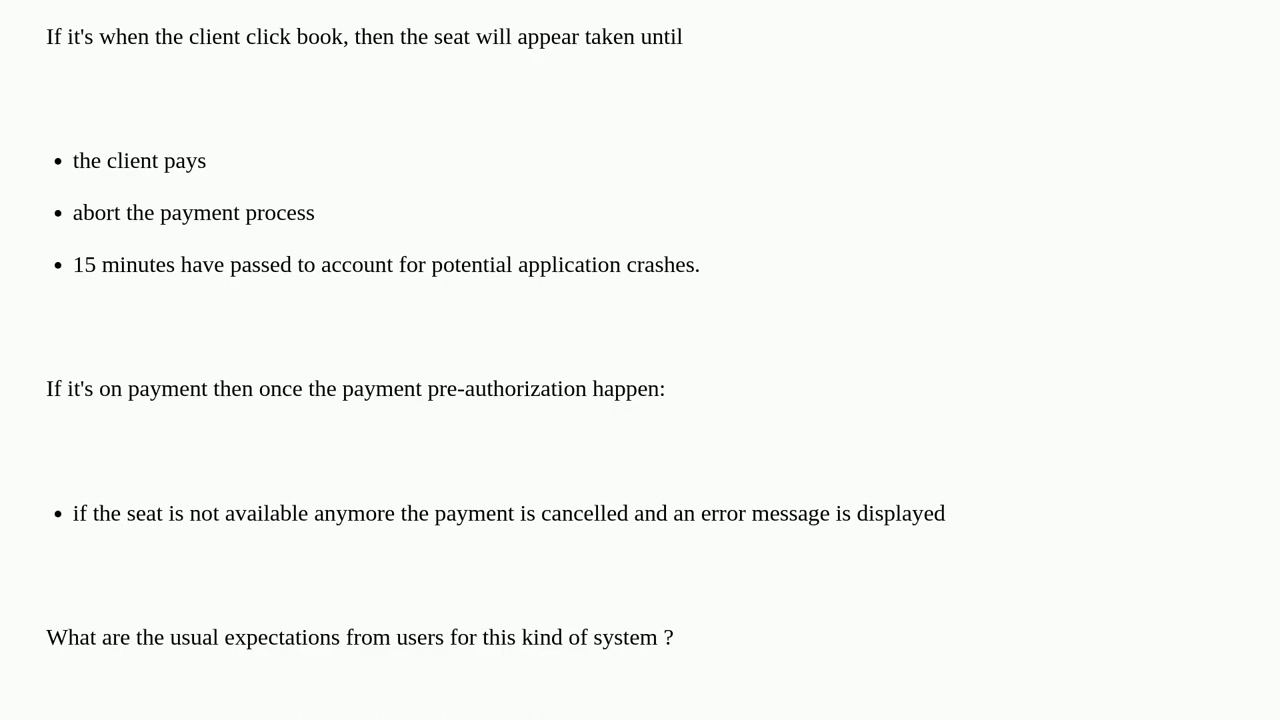 If it's when the client click book, then the seat will appear taken until
• the client pays
• abort the payment process
• 15 minutes have passed to account for potential application crashes.
If it's on payment then once the payment pre-authorization happen:
• if the seat is not available anymore the payment is cancelled and an error message is displayed
What are the usual expectations from users for this kind of system ?